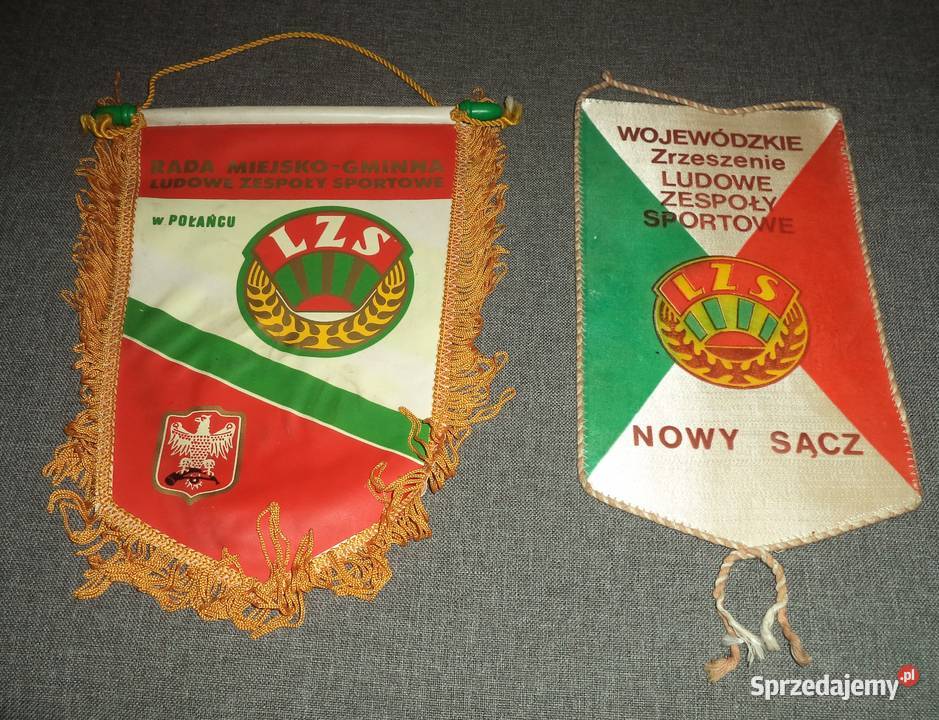 RADA MIEJSKO-GMINNA
LUDOWE ZESPOŁY SPORTOWE
w POŁAŃCU
LZS
WOJEWÓDZKIE
Zrzeszenie
LUDOWE
ZESPOŁY
SPORTOWE
LZS
NOWY SĄCZ
Sprzedajemy.pl